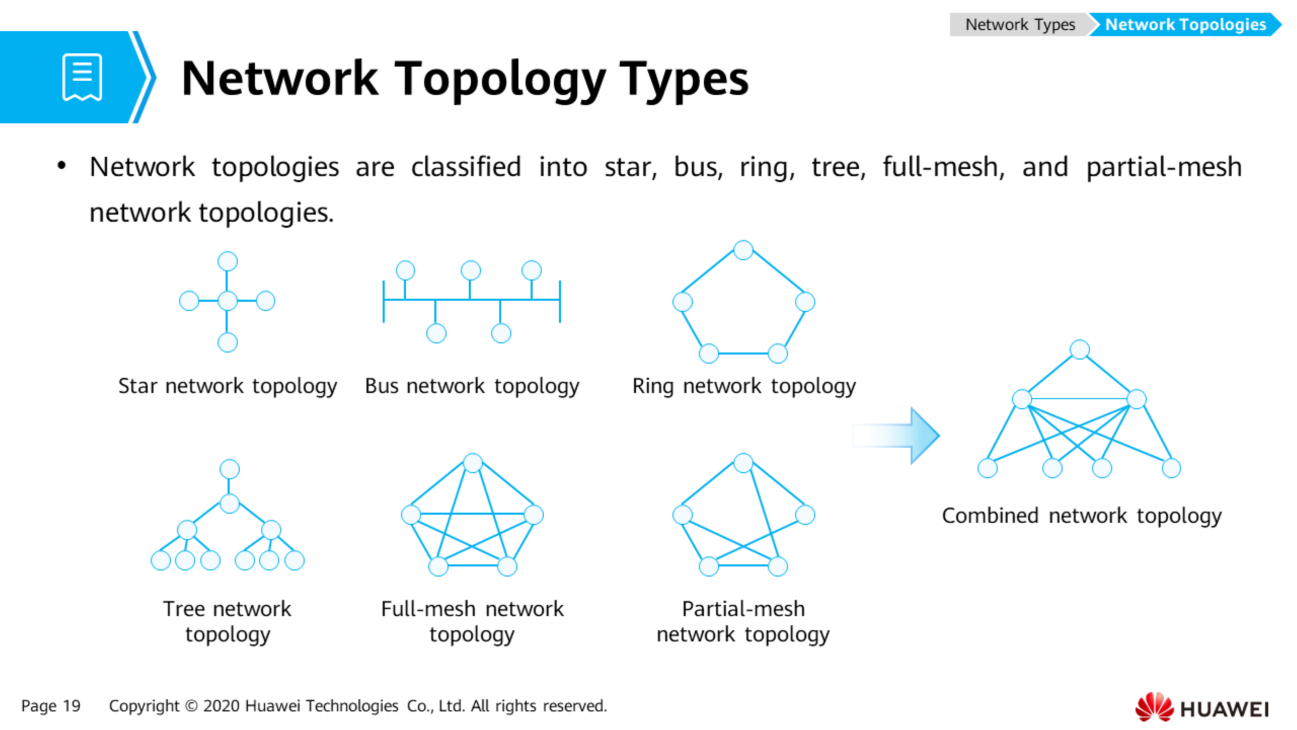 Network Types
Network Topologies
Network Topology Types
• Network topologies are classified into star, bus, ring, tree, full-mesh, and partial-mesh
network topologies.
Star network topology
Bus network topology
Ring network topology
Combined network topology
Tree network
topology
Full-mesh network
topology
Partial-mesh
network topology
Page 19
Copyright © 2020 Huawei Technologies Co., Ltd. All rights reserved.
HUAWEI